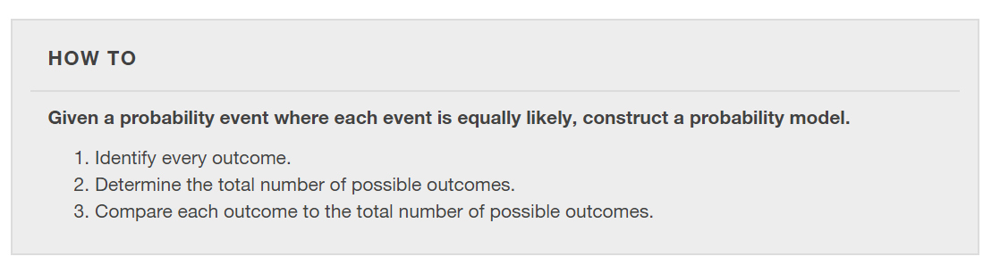 HOW TO
Given a probability event where each event is equally likely, construct a probability model.
1. Identify every outcome.
2. Determine the total number of possible outcomes.
3. Compare each outcome to the total number of possible outcomes.